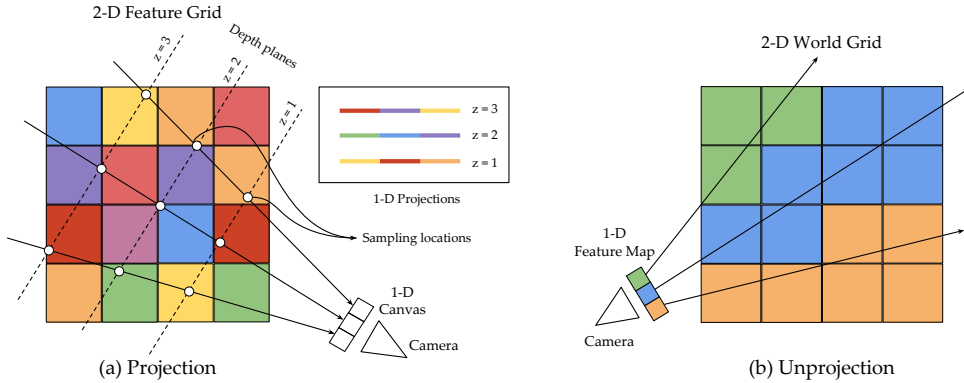 2-D Feature Grid
z = 3
Depth planes
z = 2
z = 1
z = 3
z = 2
z = 1
1-D Projections
Sampling locations
1-D
Canvas
Camera
(a) Projection
2-D World Grid
1-D
Feature Map
Camera
(b) Unprojection